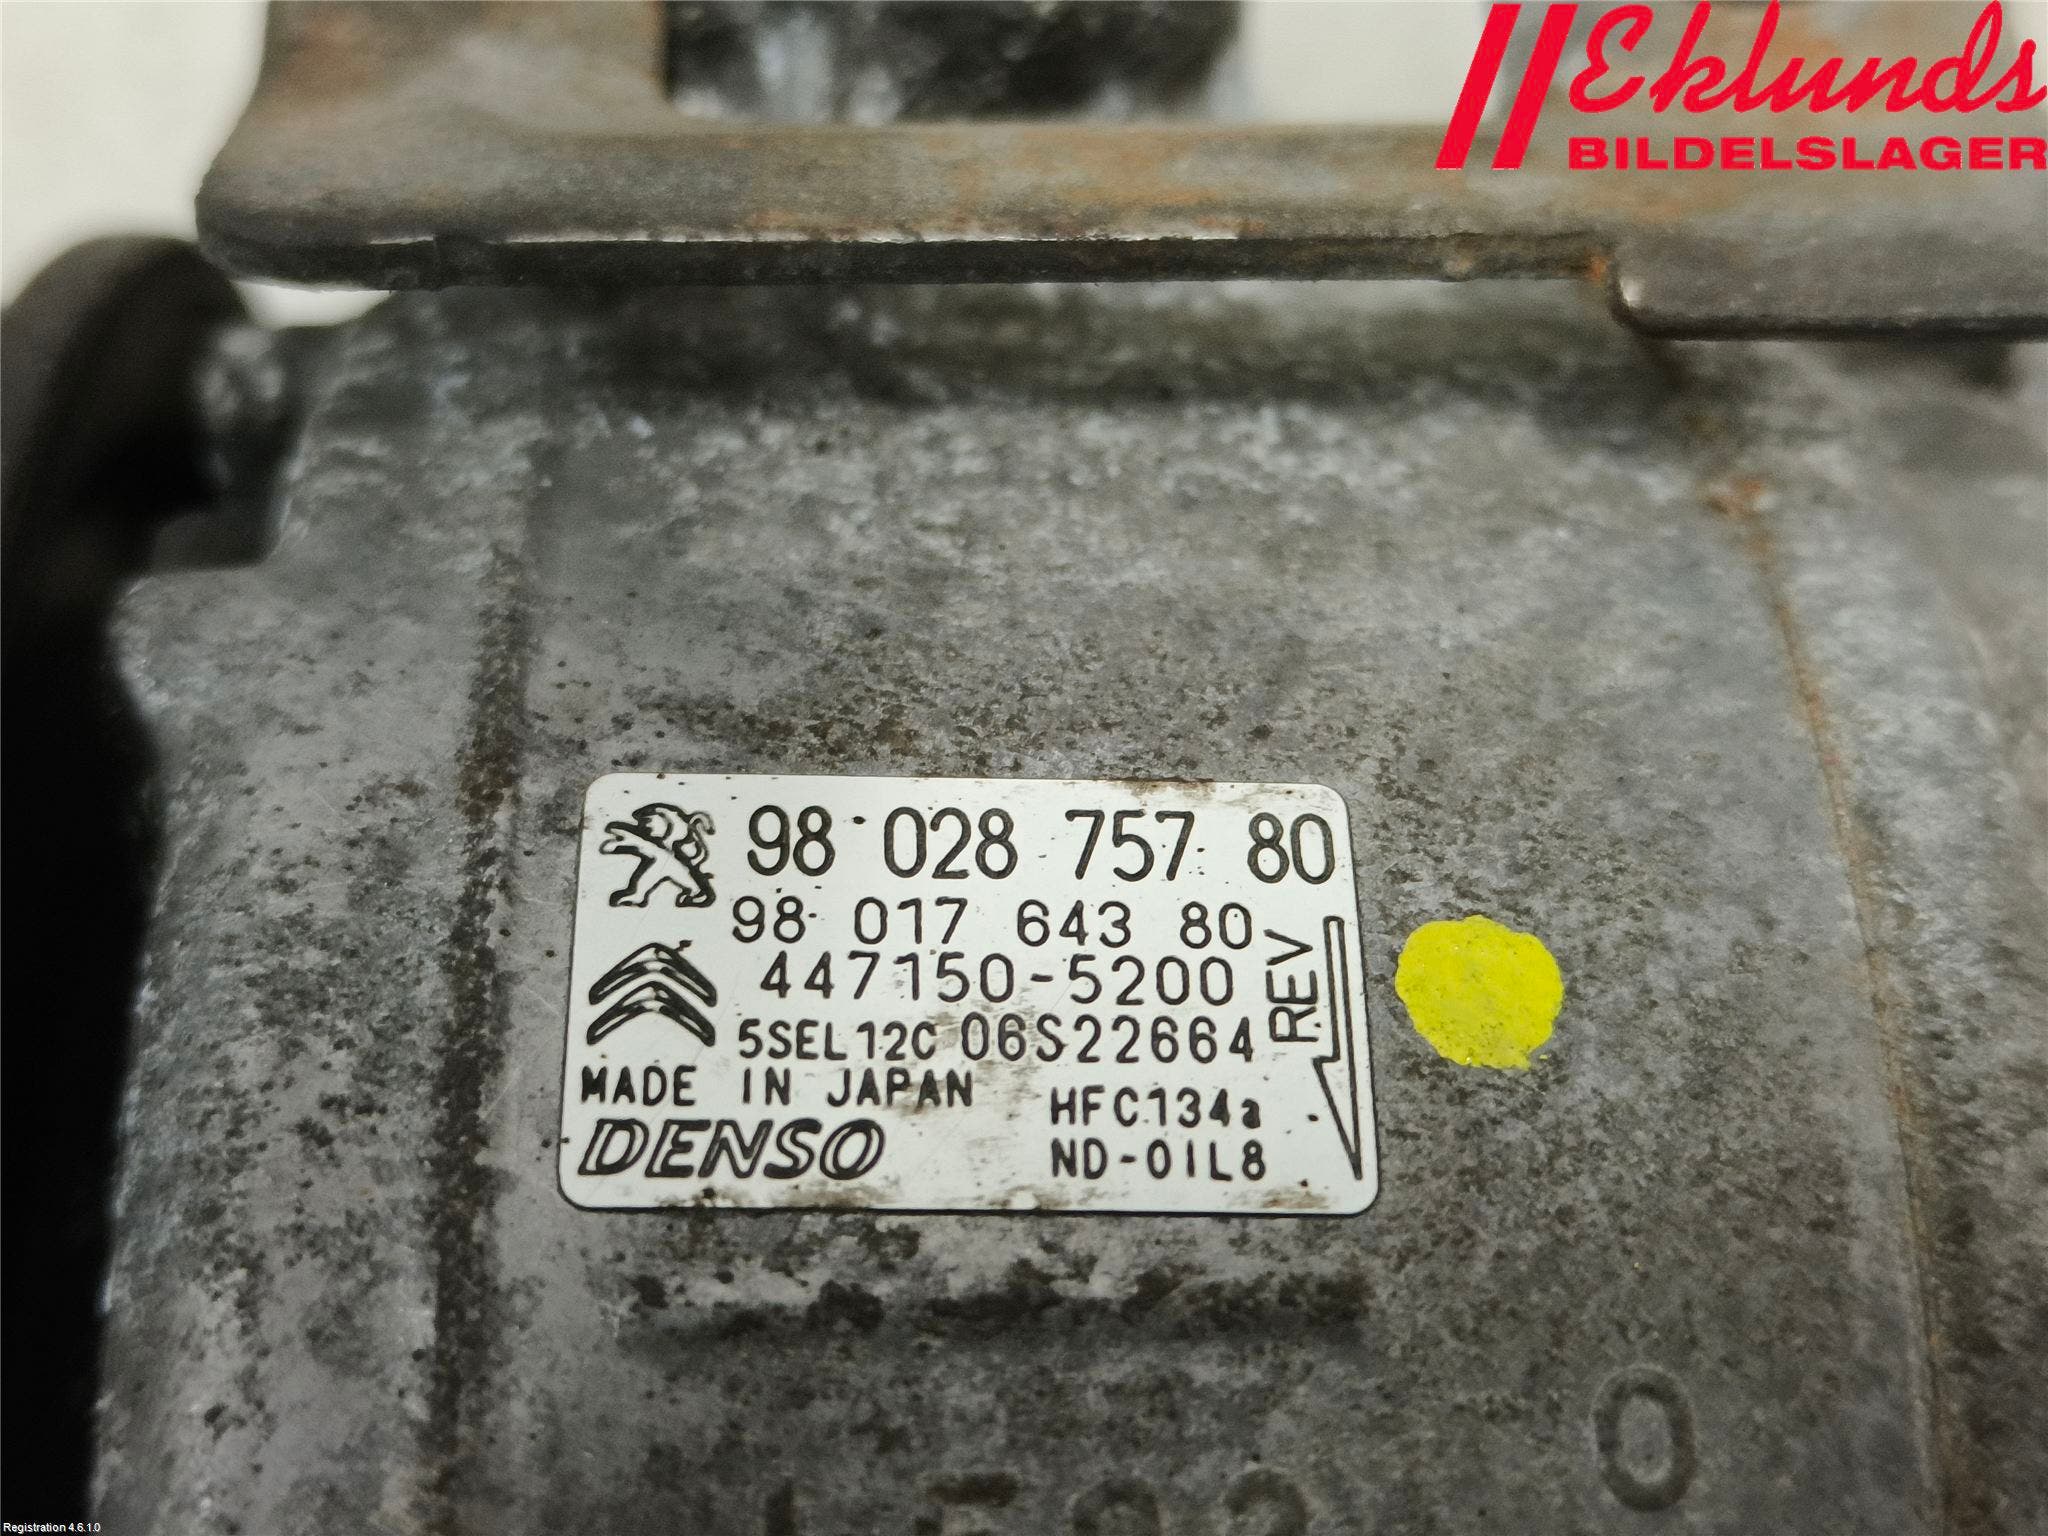 Eklunds
BILDELSLAGER
98 028 757 80
98 017 643 80
447150-5200
REV
5SEL12C 06S22664
MADE IN JAPAN
HFC134a
DENSO
ND-OIL8
0
Registration 4.6.1.0